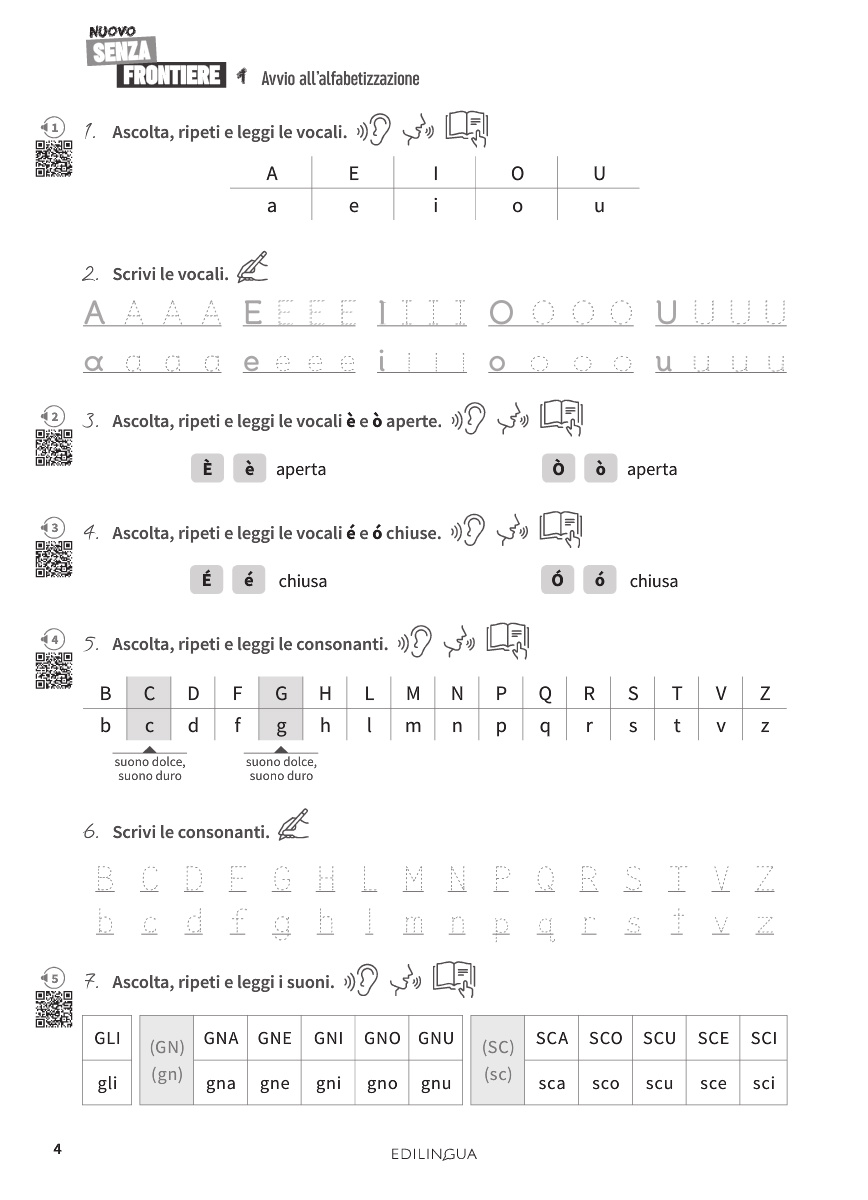 NUOVO
SENZA
FRONTIERE 1 Avvio all'alfabetizzazione
1
1. Ascolta, ripeti e leggi le vocali.
A E I O U
a e i o u
2. Scrivi le vocali.
A A A A E E E E I I I I O O O O O U U U U
a a a a e e e e i i i i o o o o o u u u u
2
3. Ascolta, ripeti e leggi le vocali è e ò aperte.
È è aperta Ò ò aperta
3
4. Ascolta, ripeti e leggi le vocali é e ó chiuse.
É é chiusa Ó ó chiusa
4
5. Ascolta, ripeti e leggi le consonanti.
B C D F G H L M N P Q R S T V Z
b c d f g h l m n p q r s t v z
suono dolce, suono dolce,
suono duro suono duro
6. Scrivi le consonanti.
B C D F G H L M N P Q R S T V Z
b c d f g h l m n p q r s t v z
5
7. Ascolta, ripeti e leggi i suoni.
GLI (GN) GNA GNE GNI GNO GNU (SC) SCA SCO SCU SCE SCI
gli (gn) gna gne gni gno gnu (sc) sca sco scu sce sci
4
EDILINGUA